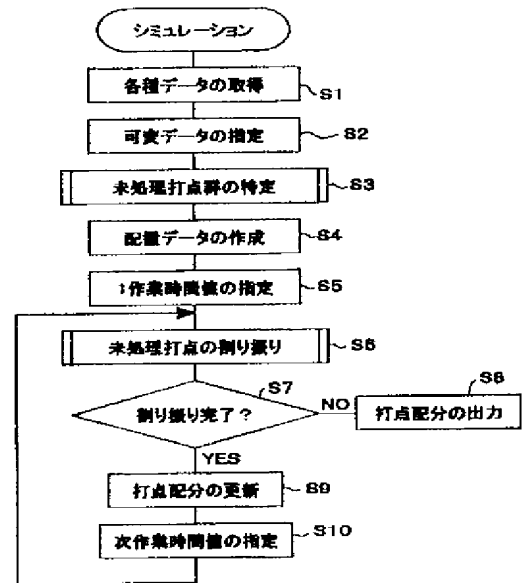 シミュレーション
各種データの取得
S1
可変データの指定
S2
未処理打点群の特定
S3
配置データの作成
S4
作業時間値の指定
S5
未処理打点の割り振り
S6
S7
割り振り完了?
NO
S8
打点配分の出力
YES
打点配分の更新
S9
次作業時間値の指定
S10